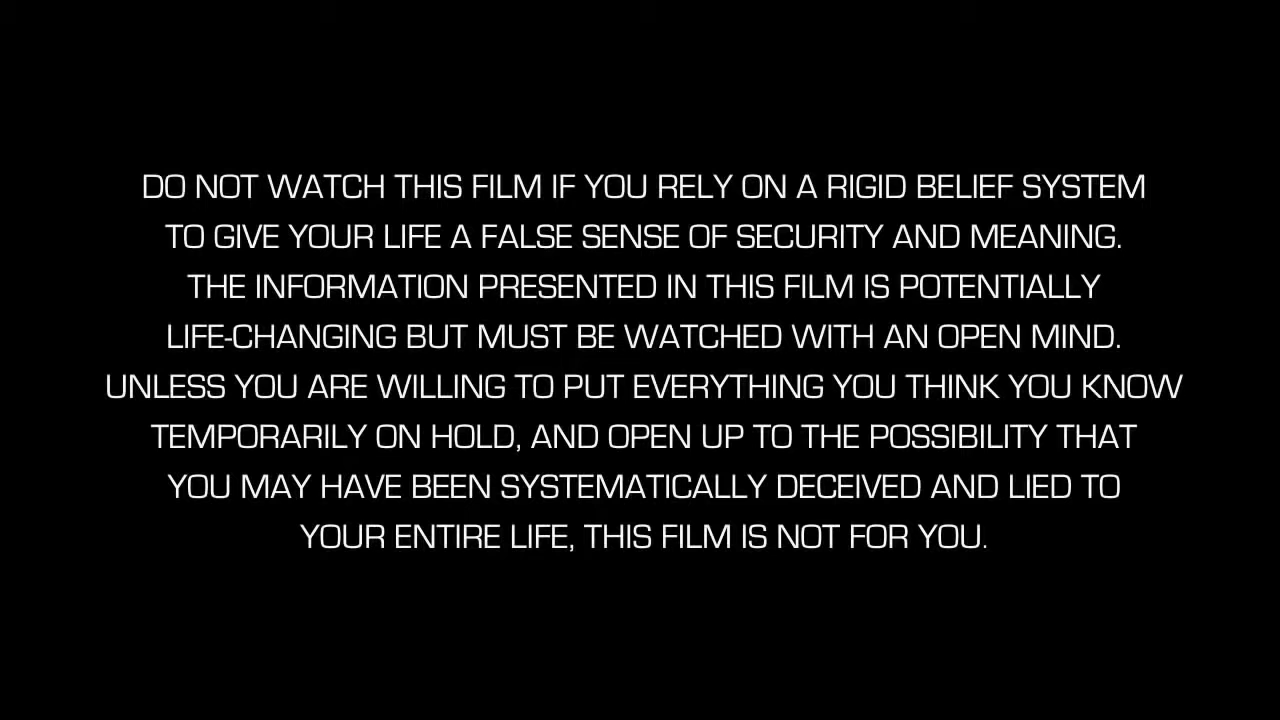 DO NOT WATCH THIS FILM IF YOU RELY ON A RIGID BELIEF SYSTEM
TO GIVE YOUR LIFE A FALSE SENSE OF SECURITY AND MEANING.
THE INFORMATION PRESENTED IN THIS FILM IS POTENTIALLY
LIFE-CHANGING BUT MUST BE WATCHED WITH AN OPEN MIND.
UNLESS YOU ARE WILLING TO PUT EVERYTHING YOU THINK YOU KNOW
TEMPORARILY ON HOLD, AND OPEN UP TO THE POSSIBILITY THAT
YOU MAY HAVE BEEN SYSTEMATICALLY DECEIVED AND LIED TO
YOUR ENTIRE LIFE, THIS FILM IS NOT FOR YOU.